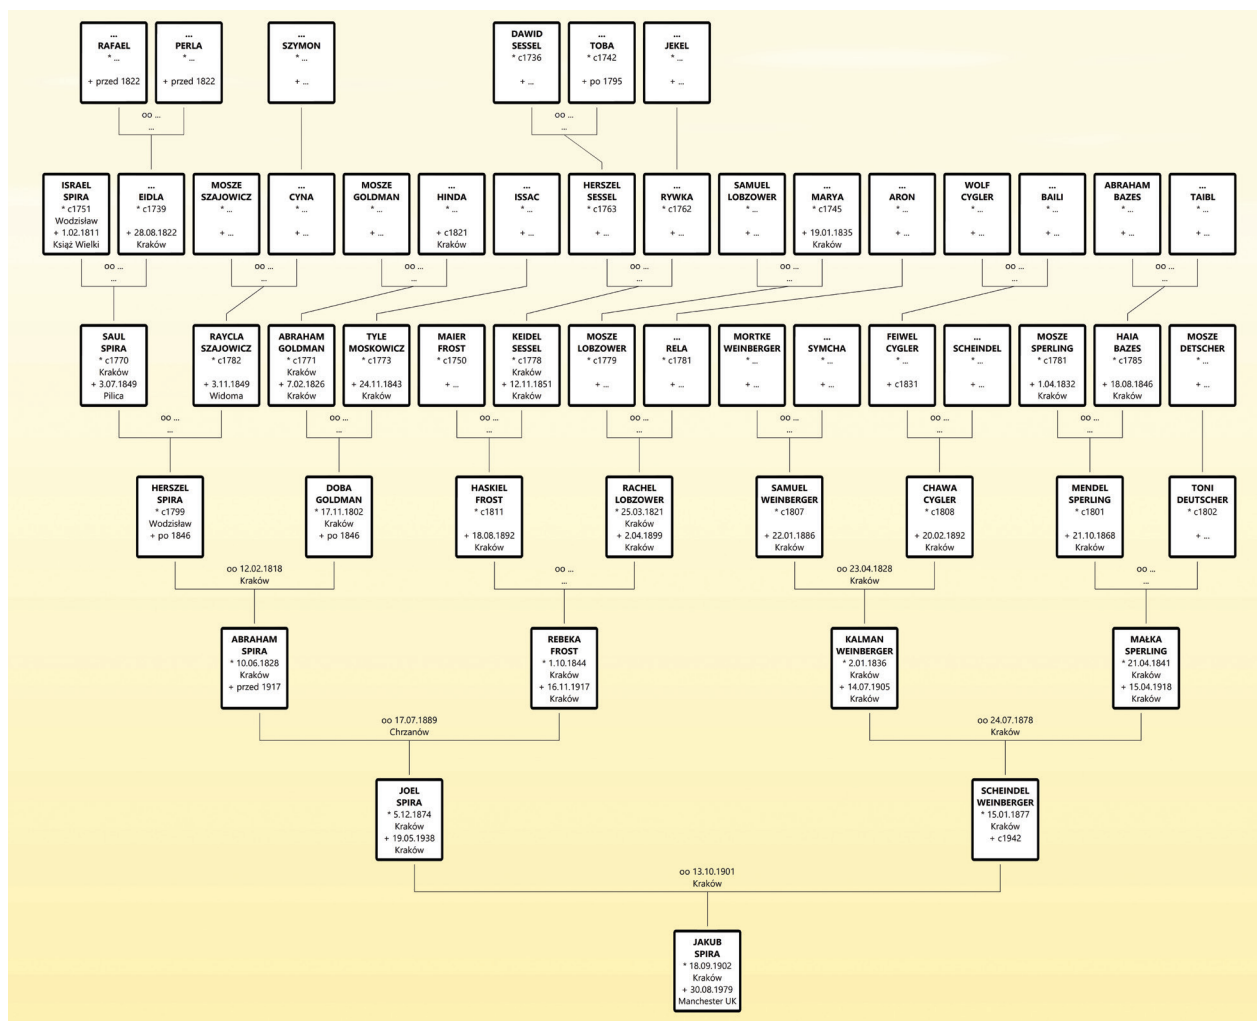 ...
RAFAEL
* ...
+ przed 1822
...
PERLA
* ...
+ przed 1822
...
SZYMON
* ...
+ ...
DAWID
SESSEL
* c1736
+ ...
...
TOBA
* c1742
+ po 1795
...
JEKEL
* ...
+ ...
oo ...
...
oo ...
...
ISRAEL
SPIRA
* c1751
Wodzisław
+ 1.02.1811
Książ Wielki
...
EIDLA
* c1739
+ 28.08.1822
Kraków
MOSZE
SZAJOWICZ
* ...
+ ...
...
CYNA
* ...
+ ...
MOSZE
GOLDMAN
* ...
+ ...
...
HINDA
* ...
+ c1821
Kraków
...
ISSAC
* ...
+ ...
HERSZEL
SESSEL
* c1763
+ ...
...
RYWKA
* c1762
+ ...
SAMUEL
LOBZOWER
* ...
+ ...
...
MARYA
* c1745
+ 19.01.1835
Kraków
...
ARON
* ...
+ ...
WOLF
CYGLER
* ...
+ ...
...
BAILI
* ...
+ ...
ABRAHAM
BAZES
* ...
+ ...
...
TAIBL
* ...
+ ...
oo ...
...
oo ...
...
oo ...
...
oo ...
...
oo ...
...
oo ...
...
oo ...
...
SAUL
SPIRA
* c1770
Kraków
+ 3.07.1849
Pilica
RAYCLA
SZAJOWICZ
* c1782
+ 3.11.1849
Widoma
ABRAHAM
GOLDMAN
* c1771
Kraków
+ 7.02.1826
Kraków
TYLE
MOSKOWICZ
* c1773
+ 24.11.1843
Kraków
MAIER
FROST
* c1750
+ ...
KEIDEL
SESSEL
* c1778
Kraków
+ 12.11.1851
Kraków
MOSZE
LOBZOWER
* c1779
+ ...
...
RELA
* c1781
+ ...
MORTKE
WEINBERGER
* ...
+ ...
...
SYMCHA
* ...
+ ...
FEIWEL
CYGLER
* ...
+ c1831
...
SCHEINDEL
* ...
+ ...
MOSZE
SPERLING
* c1781
+ 1.04.1832
Kraków
HAIA
BAZES
* c1785
+ 18.08.1846
Kraków
MOSZE
DETSCHER
* ...
+ ...
oo ...
...
oo ...
...
oo ...
...
oo ...
...
oo ...
...
oo ...
...
oo ...
...
HERSZEL
SPIRA
* c1799
Wodzisław
+ po 1846
DOBA
GOLDMAN
* 17.11.1802
Kraków
+ po 1846
HASKIEL
FROST
* c1811
+ 18.08.1892
Kraków
RACHEL
LOBZOWER
* 25.03.1821
Kraków
+ 2.04.1899
Kraków
SAMUEL
WEINBERGER
* c1807
+ 22.01.1886
Kraków
CHAWA
CYGLER
* c1808
+ 20.02.1892
Kraków
MENDEL
SPERLING
* c1801
+ 21.10.1868
Kraków
TONI
DEUTSCHER
* c1802
+ ...
oo 12.02.1818
Kraków
oo ...
...
oo 23.04.1828
Kraków
oo ...
...
ABRAHAM
SPIRA
* 10.06.1828
Kraków
+ przed 1917
REBEKA
FROST
* 1.10.1844
Kraków
+ 16.11.1917
Kraków
KALMAN
WEINBERGER
* 2.01.1836
Kraków
+ 14.07.1905
Kraków
MAŁKA
SPERLING
* 21.04.1841
Kraków
+ 15.04.1918
Kraków
oo 17.07.1889
Chrzanów
oo 24.07.1878
Kraków
JOEL
SPIRA
* 5.12.1874
Kraków
+ 19.05.1938
Kraków
SCHEINDEL
WEINBERGER
* 15.01.1877
Kraków
+ c1942
oo 13.10.1901
Kraków
JAKUB
SPIRA
* 18.09.1902
Kraków
+ 30.08.1979
Manchester UK